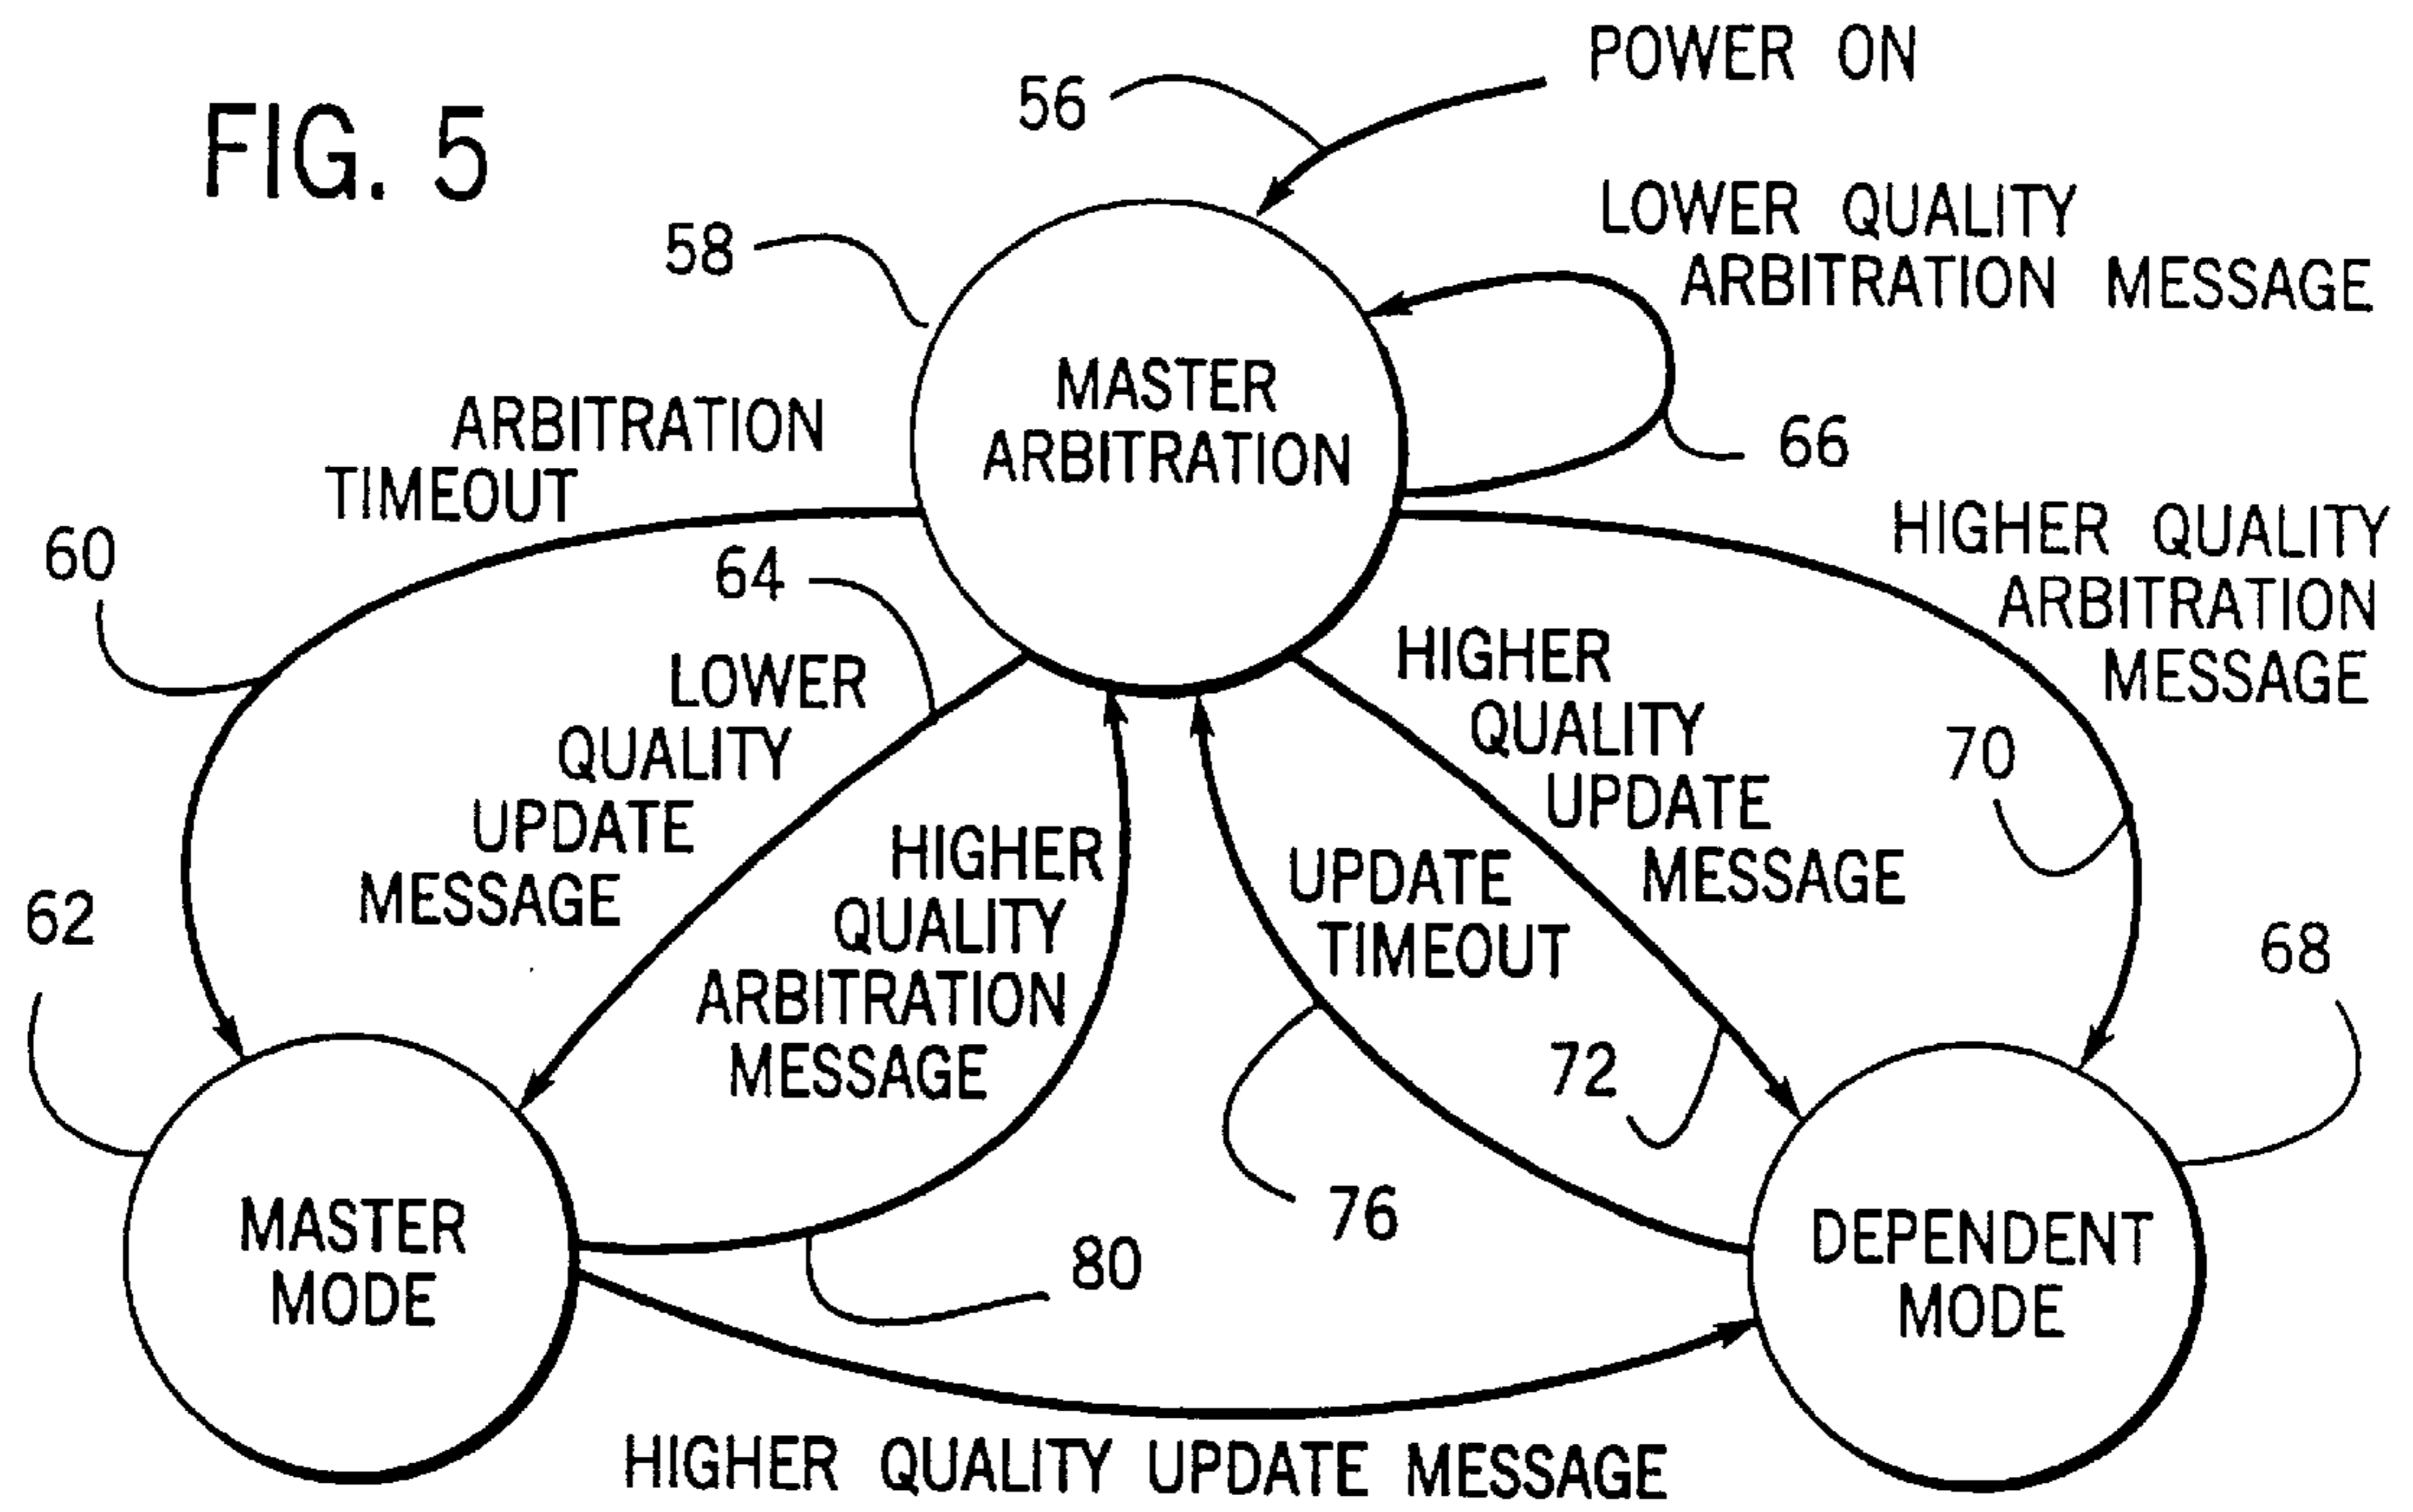 FIG. 5
POWER ON
56
58
LOWER QUALITY
ARBITRATION MESSAGE
MASTER
ARBITRATION
66
ARBITRATION
TIMEOUT
60
64
HIGHER QUALITY
ARBITRATION
MESSAGE
70
LOWER
QUALITY
UPDATE
MESSAGE
HIGHER
QUALITY
UPDATE
MESSAGE
62
HIGHER
QUALITY
ARBITRATION
MESSAGE
UPDATE
TIMEOUT
68
72
76
80
MASTER
MODE
DEPENDENT
MODE
HIGHER QUALITY UPDATE MESSAGE